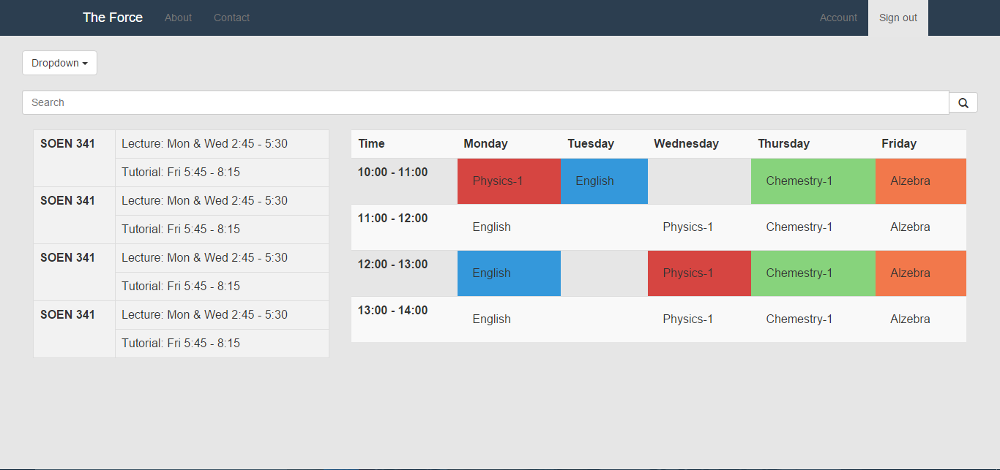 The Force About Contact Account Sign out
Dropdown
Search
SOEN 341 Lecture: Mon & Wed 2:45 - 5:30
Tutorial: Fri 5:45 - 8:15
SOEN 341 Lecture: Mon & Wed 2:45 - 5:30
Tutorial: Fri 5:45 - 8:15
SOEN 341 Lecture: Mon & Wed 2:45 - 5:30
Tutorial: Fri 5:45 - 8:15
SOEN 341 Lecture: Mon & Wed 2:45 - 5:30
Tutorial: Fri 5:45 - 8:15
Time Monday Tuesday Wednesday Thursday Friday
10:00 - 11:00 Physics-1 English Chemestry-1 Alzebra
11:00 - 12:00 English Physics-1 Chemestry-1 Alzebra
12:00 - 13:00 English Physics-1 Chemestry-1 Alzebra
13:00 - 14:00 English Physics-1 Chemestry-1 Alzebra